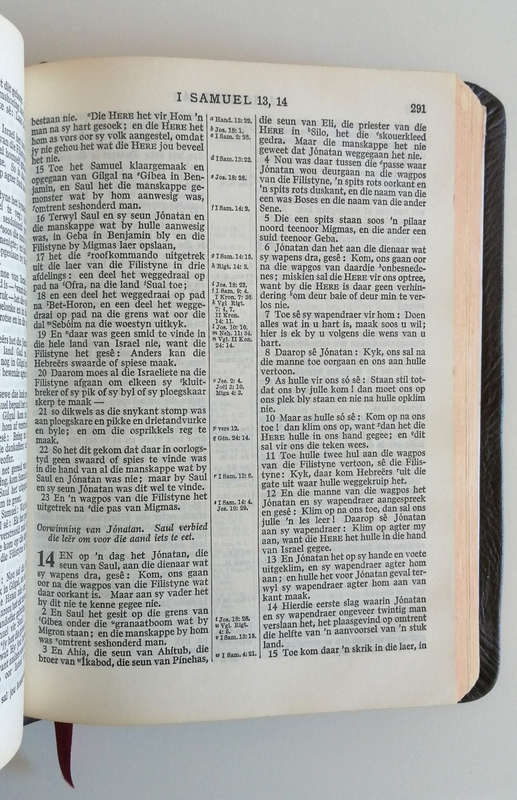 I SAMUEL 13, 14
291
bestaan nie. Die HERE het vir Hom 'n
man na sy hart gesoek; en die HERE het
hom as vors oor sy volk aangestel, omdat
jy nie gehou het wat die HERE jou beveel
het nie.
15 Toe het Samuel klaargemaak en
opgegaan van Gilgal na Gibea in Ben-
jamin, en Saul het die manskappe ge-
monster wat by hom aanwesig was,
omtrent seshonderd man.
16 Terwyl Saul en sy seun Jónatan en
die manskappe wat by hulle aanwesig
was, in Geba in Benjamin bly en die
Filistyne by Migmas laer opslaan,
17 het die roofkommando uitgetrek
uit die laer van die Filistyne in drie
afdelings: een deel het weggedraai op
pad na Ofra, na die land Sual toe;
18 en een deel het weggedraai op pad
na Bet-Horon, en een deel het wegge-
draai op pad na die grens wat oor die
dal Sebóim na die woestyn uitkyk.
19 En daar was geen smid te vinde in
die hele land van Israel nie, want die
Filistyne het gesê: Anders kan die
Hebreërs swaarde of spiese maak.
20 Daarom moes al die Israeliete na die
Filistyne afgaan om elkeen sy kluit-
breker of sy pik of sy byl of sy ploegskaar
skerp te maak—
21 so dikwels as die snykant stomp was
aan ploegskare en pikke en drietandvurke
en byle; en om die osprikkels reg te
maak.
22 So het dit gekom dat daar in oorlogs-
tyd geen swaard of spies te vinde was
in die hand van al die manskappe wat by
Saul en Jónatan was nie; maar by Saul
en sy seun Jónatan was dit wel te vinde.
23 En 'n wagpos van die Filistyne het
uitgetrek na die pas van Migmas.
Oorwinning van Jónatan. Saul verbied
die leër om voor die aand iets te eet.
14 EN op 'n dag het Jónatan, die
seun van Saul, aan die dienaar wat
sy wapens dra, gesê: Kom, ons gaan
oor na die wagpos van die Filistyne wat
daar oorkant is. Maar aan sy vader het
hy dit nie te kenne gegee nie.
2 En Saul het gesit op die grens van
Gibea onder die granaatboom wat by
Migron staan; en die manskappe by hom
was omtrent seshonderd man.
3 En Ahía, die seun van Ahítub, die
broer van Ikabod, die seun van Pínehas,
die seun van Eli, die priester van die
HERE in Silo, het die skouerkleed
gedra. Maar die manskappe het nie
geweet dat Jónatan weggegaan het nie.
4 Nou was daar tussen die passe waar
Jónatan wou deurgaan na die wagpos
van die Filistyne, 'n spits rots oorkant en
'n spits rots duskant, en die naam van die
een was Boses en die naam van die ander
Sene.
5 Die een spits staan soos 'n pilaar
noord teenoor Migmas, en die ander een
suid teenoor Geba.
6 Jónatan dan het aan die dienaar wat
sy wapens dra, gesê: Kom, ons gaan oor
na die wagpos van daardie onbesnede-
nes; miskien sal die HERE vir ons optree,
want by die HERE is daar geen verhin-
dering om deur baie of deur min te ver-
los nie.
7 Toe sê sy wapendraer vir hom: Doen
alles wat in u hart is, maak soos u wil;
hier is ek by u volgens die wens van u
hart.
8 Daarop sê Jónatan: Kyk, ons sal na
die manne toe oorgaan en ons aan hulle
vertoon.
9 As hulle vir ons só sê: Staan stil tot-
dat ons by julle kom! dan moet ons op
ons plek bly staan en nie na hulle opklim
nie.
10 Maar as hulle só sê: Kom op na ons
toe! dan klim ons op, want dan het die
HERE hulle in ons hand gegee; en dit
sal vir ons die teken wees.
11 Toe hulle twee hul aan die wagpos
van die Filistyne vertoon, sê die Filis-
tyne: Kyk, daar kom Hebreërs uit die
gate uit waar hulle weggekruip het.
12 En die manne van die wagpos het
Jónatan en sy wapendraer aangespreek
en gesê: Klim op na ons toe, dan sal ons
julle 'n les leer! Daarop sê Jónatan
aan sy wapendraer: Klim op agter my
aan, want die HERE het hulle in die hand
van Israel gegee.
13 En Jónatan het op sy hande en voete
uitgeklim, en sy wapendraer agter hom
aan; en hulle het voor Jónatan geval ter-
wyl sy wapendraer agter hom aan van
kant maak.
14 Hierdie eerste slag waarin Jónatan
en sy wapendraer ongeveer twintig man
verslaan het, het plaasgevind op omtrent
die helfte van 'n aanvoorsel van 'n stuk
land.
15 Toe kom daar 'n skrik in die laer, in